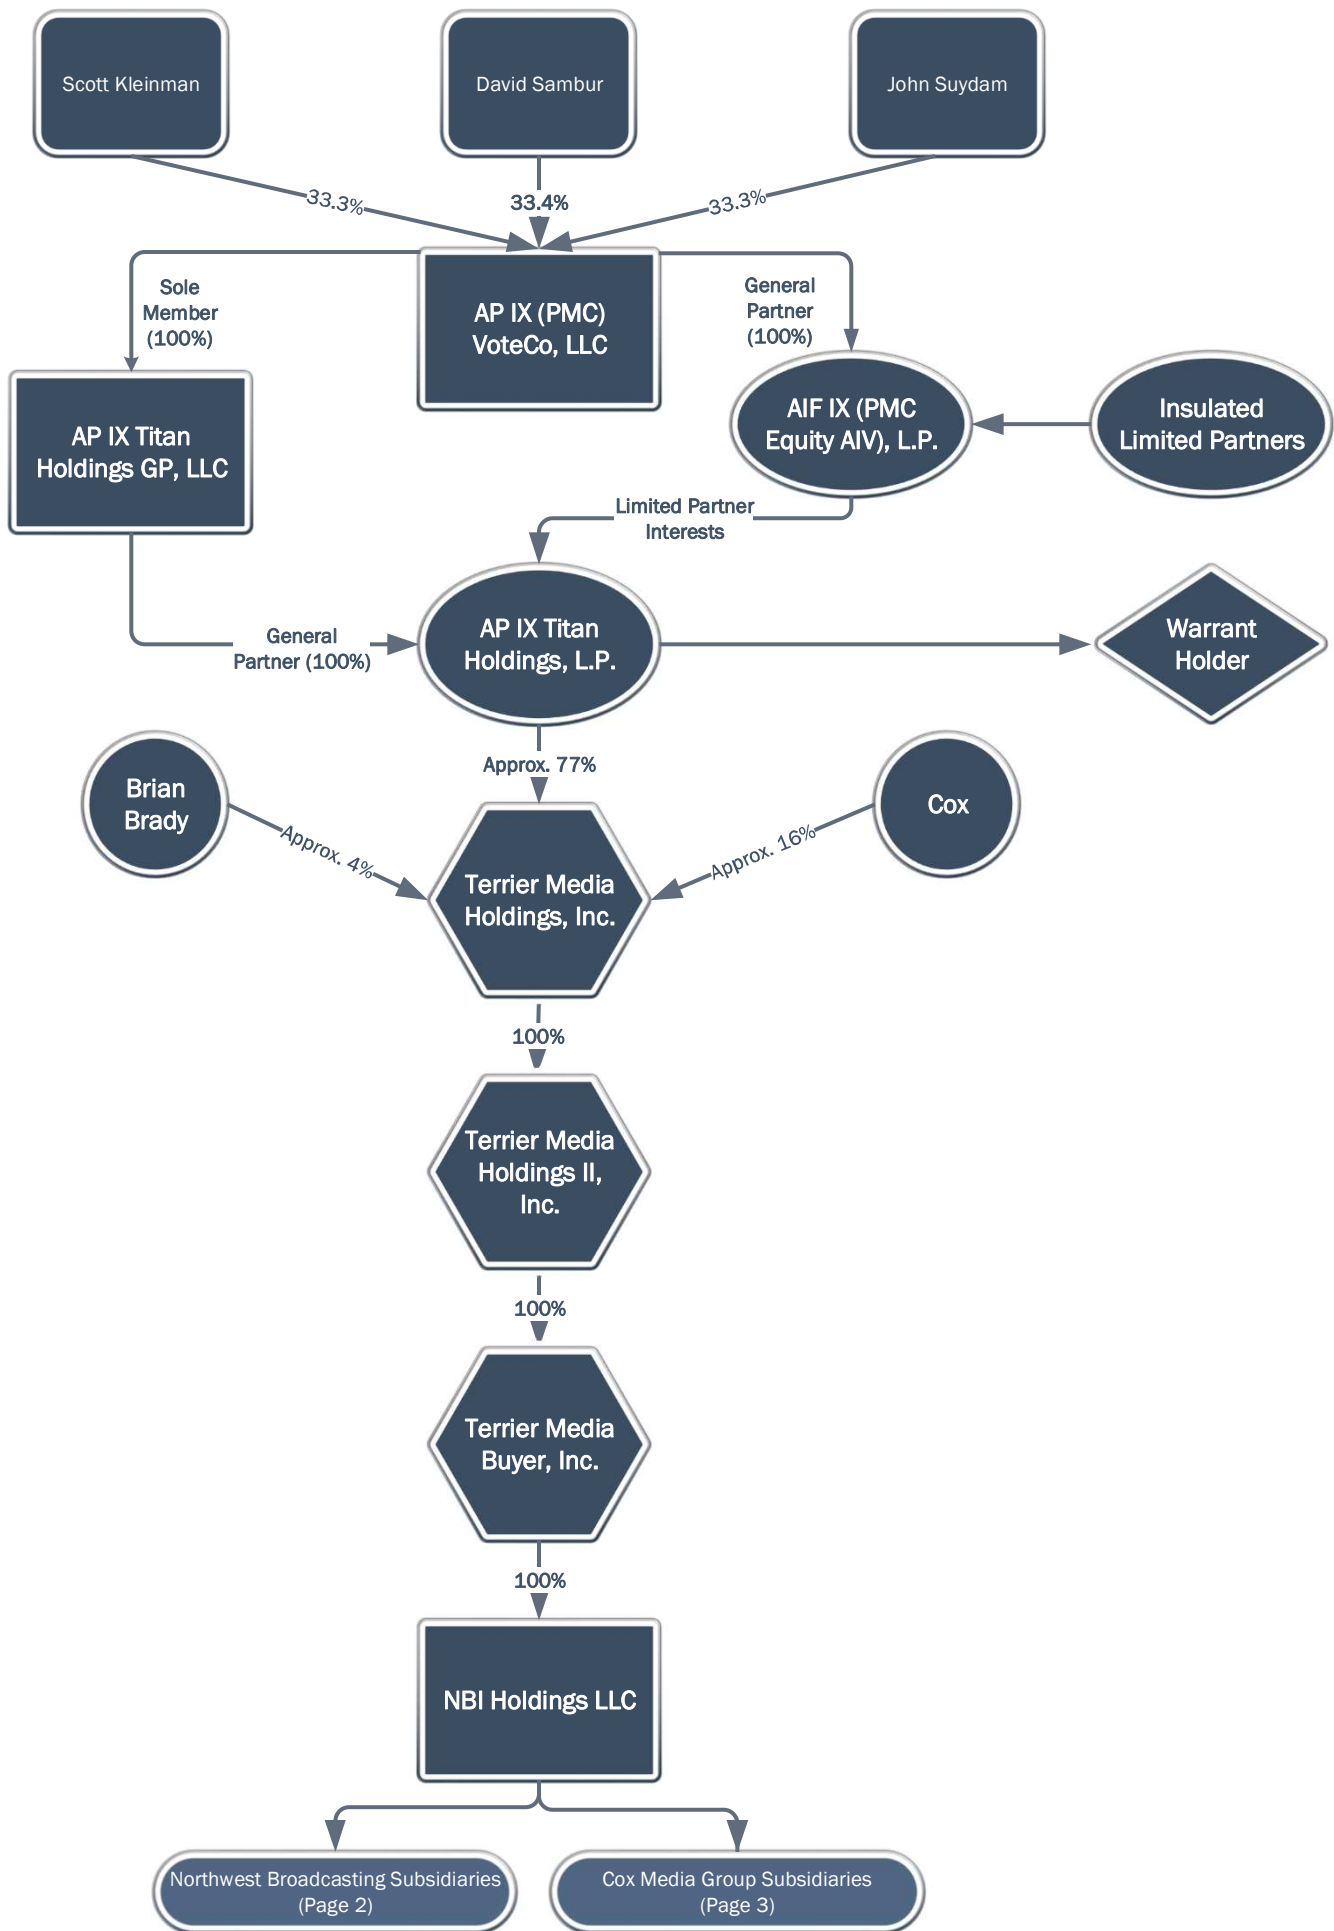 Scott Kleinman
David Sambur
John Suydam
33.3%
33.4%
33.3%
Sole
Member
(100%)
AP IX (PMC)
VoteCo, LLC
General
Partner
(100%)
AP IX Titan
Holdings GP, LLC
AIF IX (PMC
Equity AIV), L.P.
Insulated
Limited Partners
Limited Partner
Interests
General
Partner (100%)
AP IX Titan
Holdings, L.P.
Warrant
Holder
Approx. 77%
Brian
Brady
Approx. 4%
Cox
Approx. 16%
Terrier Media
Holdings, Inc.
100%
Terrier Media
Holdings II,
Inc.
100%
Terrier Media
Buyer, Inc.
100%
NBI Holdings LLC
Northwest Broadcasting Subsidiaries
(Page 2)
Cox Media Group Subsidiaries
(Page 3)